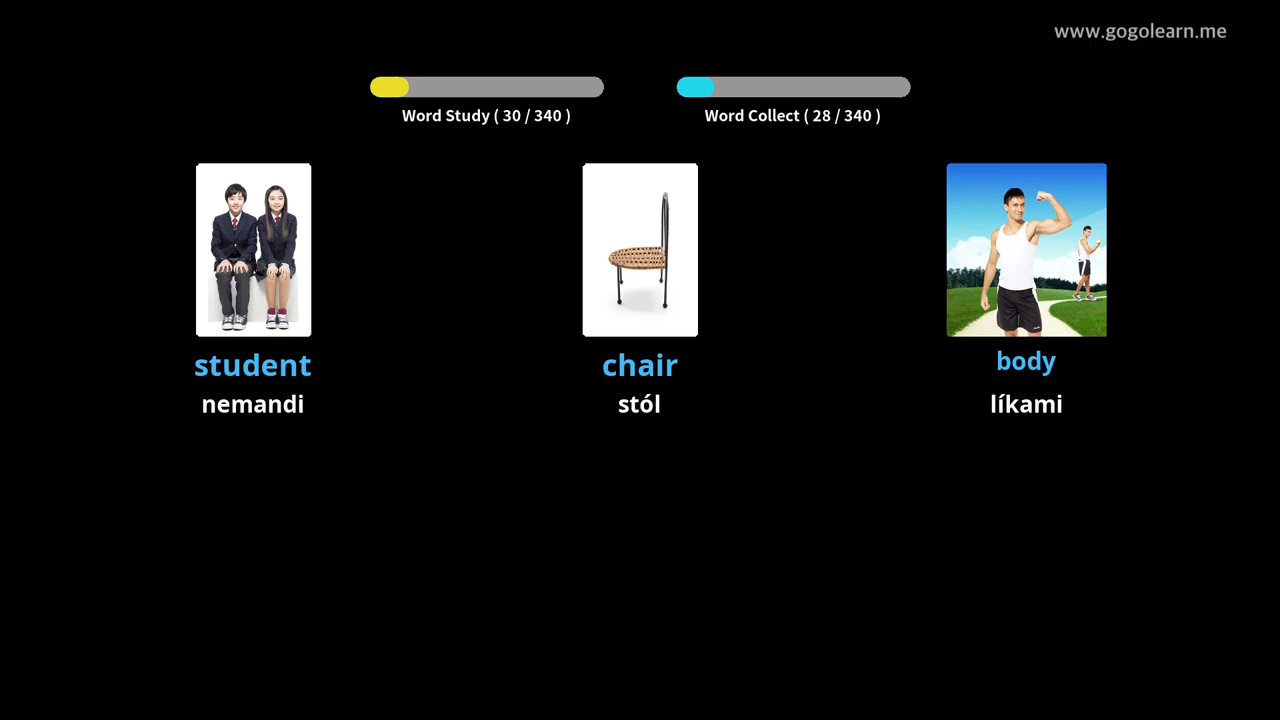 www.gogolearn.me
Word Study ( 30 / 340 )
Word Collect ( 28 / 340 )
student
chair
body
nemandi
stól
líkami